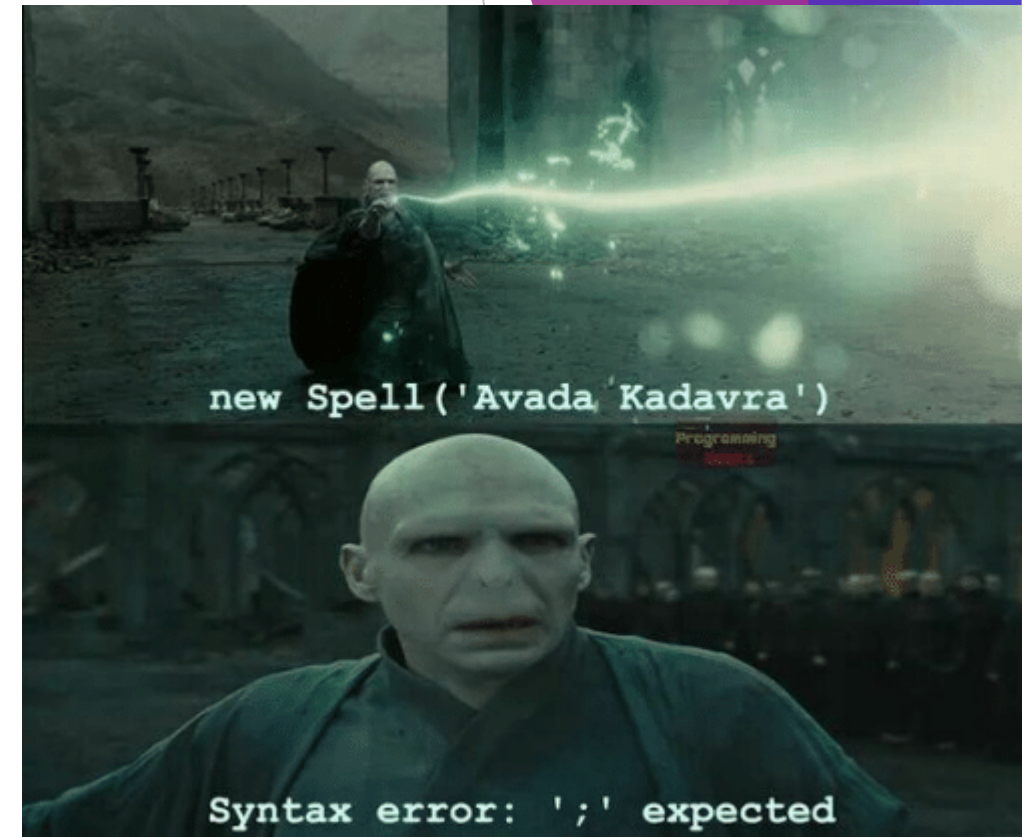 new Spell('Avada Kadavra')
Programming
Syntax error: ';' expected